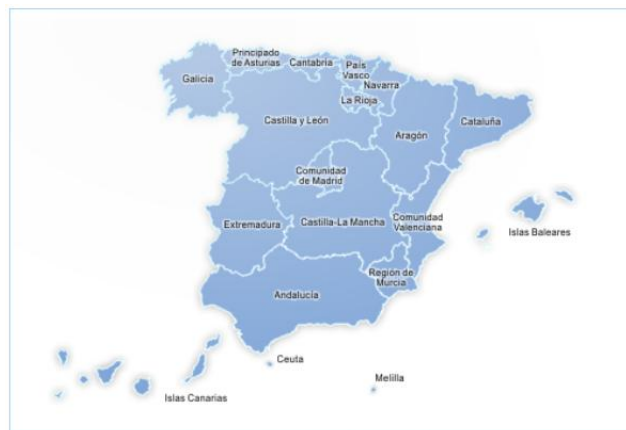 Principado
de Asturias
Cantabria
País
Vasco
Navarra
Galicia
La Rioja
Castilla y León
Aragón
Cataluña
Comunidad
de Madrid
Extremadura
Castilla-La Mancha
Comunidad
Valenciana
Islas Baleares
Región de
Murcia
Andalucía
Ceuta
Melilla
Islas Canarias